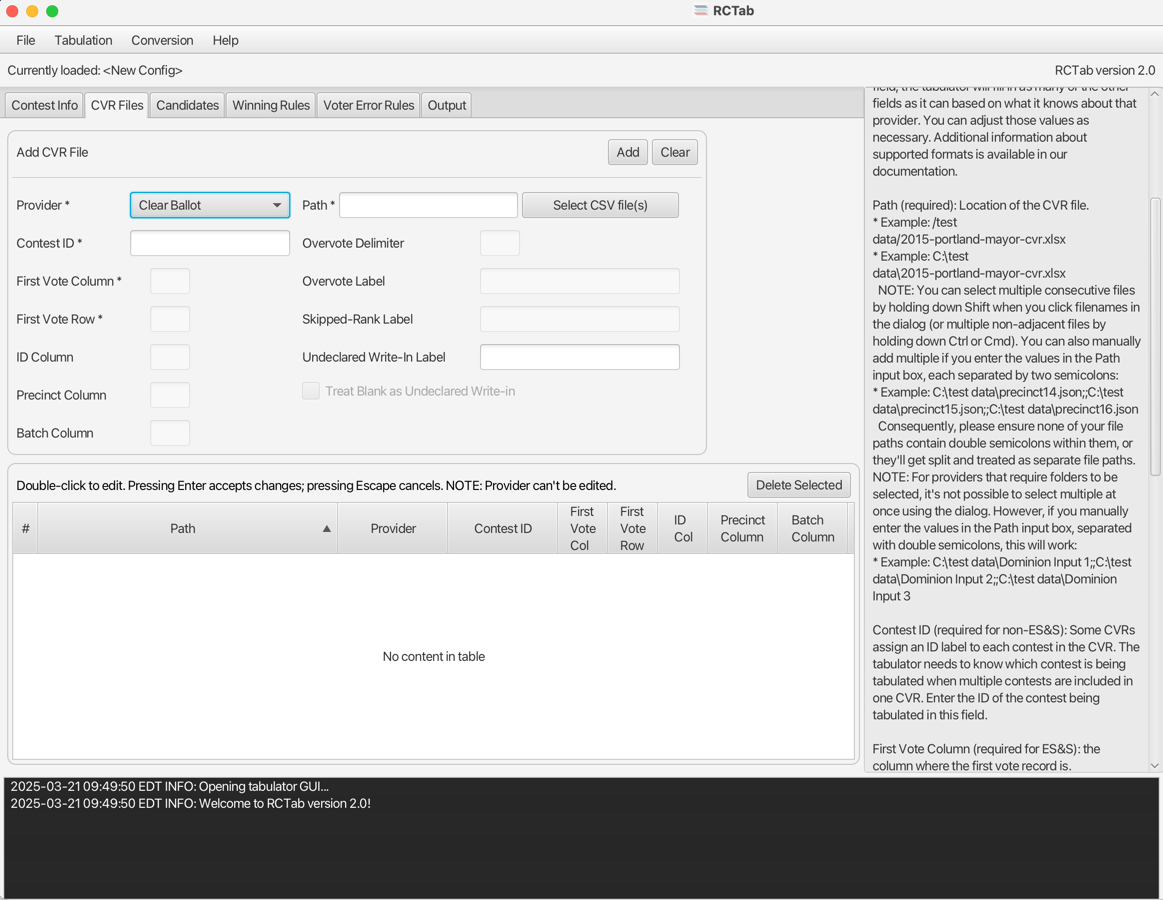 RCTab
File Tabulation Conversion Help
Currently loaded: <New Config>
RCTab version 2.0
Contest Info CVR Files Candidates Winning Rules Voter Error Rules Output
Add CVR File
Add Clear
Provider * Clear Ballot Path * Select CSV file(s)
Contest ID * Overvote Delimiter
First Vote Column * Overvote Label
First Vote Row * Skipped-Rank Label
ID Column Undeclared Write-In Label
Precinct Column Treat Blank as Undeclared Write-in
Batch Column
Double-click to edit. Pressing Enter accepts changes; pressing Escape cancels. NOTE: Provider can't be edited.
Delete Selected
# Path Provider Contest ID First Vote Col First Vote Row ID Col Precinct Column Batch Column
No content in table
field, the tabulator will fill in as many of the other
fields as it can based on what it knows about that
provider. You can adjust those values as
necessary. Additional information about
supported formats is available in our
documentation.
Path (required): Location of the CVR file.
* Example: /test
data/2015-portland-mayor-cvr.xlsx
* Example: C:\test
data\2015-portland-mayor-cvr.xlsx
NOTE: You can select multiple consecutive files
by holding down Shift when you click filenames in
the dialog (or multiple non-adjacent files by
holding down Ctrl or Cmd). You can also manually
add multiple if you enter the values in the Path
input box, each separated by two semicolons:
* Example: C:\test data\precinct14.json;;C:\test
data\precinct15.json;;C:\test data\precinct16.json
Consequently, please ensure none of your file
paths contain double semicolons within them, or
they'll get split and treated as separate file paths.
NOTE: For providers that require folders to be
selected, it's not possible to select multiple at
once using the dialog. However, if you manually
enter the values in the Path input box, separated
with double semicolons, this will work:
* Example: C:\test data\Dominion Input 1;;C:\test
data\Dominion Input 2;;C:\test data\Dominion
Input 3
Contest ID (required for non-ES&S): Some CVRs
assign an ID label to each contest in the CVR. The
tabulator needs to know which contest is being
tabulated when multiple contests are included in
one CVR. Enter the ID of the contest being
tabulated in this field.
First Vote Column (required for ES&S): the
column where the first vote record is.
2025-03-21 09:49:50 EDT INFO: Opening tabulator GUI...
2025-03-21 09:49:50 EDT INFO: Welcome to RCTab version 2.0!